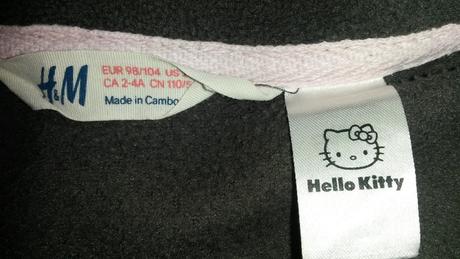 H&M
EUR 98/104 US
CA 2-4A CN 110/5
Made in Cambo
Hello Kitty